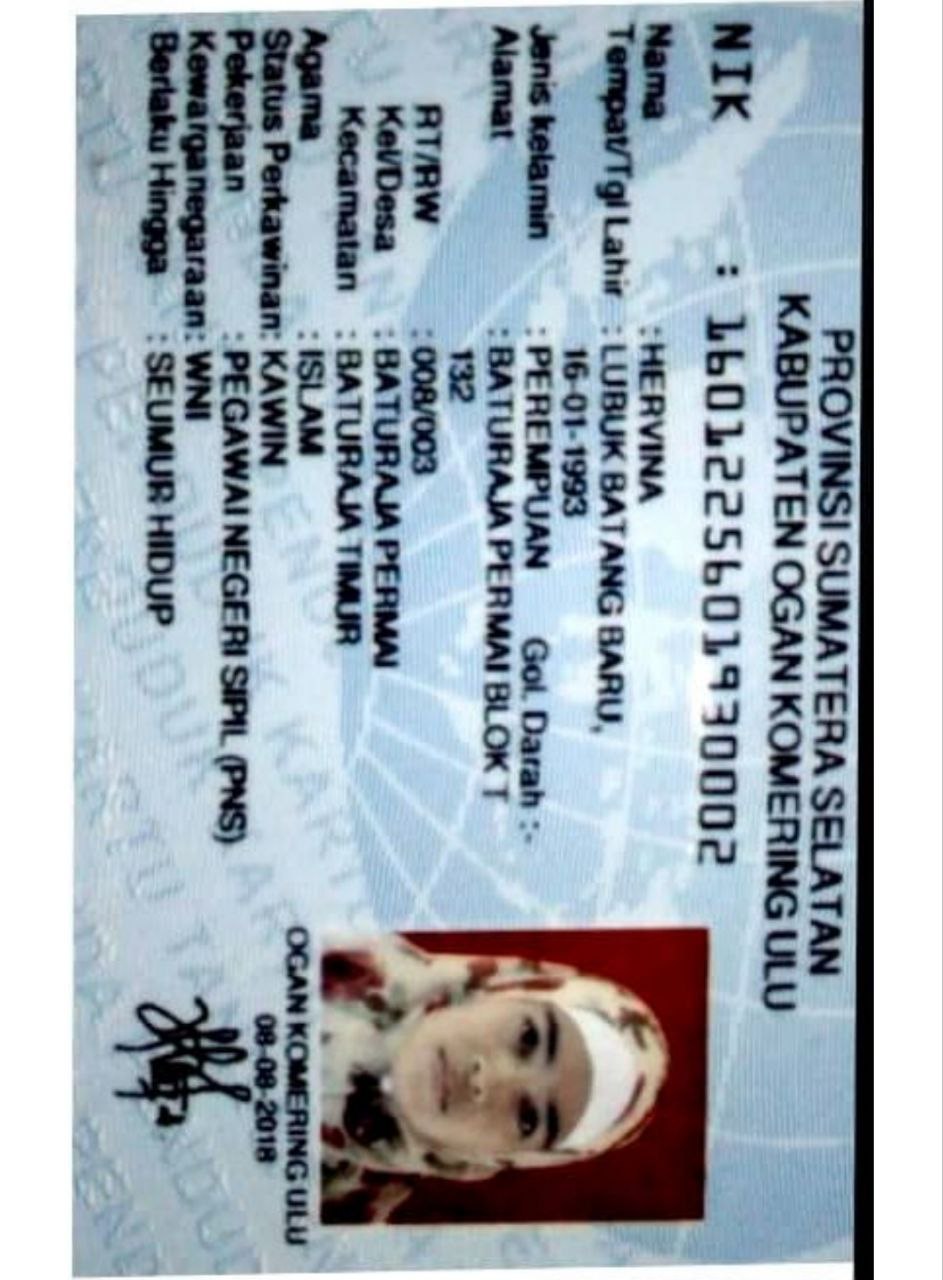 PROVINSI SUMATERA SELATAN
KABUPATEN OGAN KOMERING ULU
NIK : 1601225601930002
Nama : HERVINA
Tempat/Tgl Lahir : LUBUK BATANG BARU,
16-01-1993
Jenis kelamin : PEREMPUAN Gol. Darah :-
Alamat : BATURAJA PERMAI BLOK T
132
RT/RW : 008/003
Kel/Desa : BATURAJA PERMAI
Kecamatan : BATURAJA TIMUR
Agama : ISLAM
Status Perkawinan: KAWIN
Pekerjaan : PEGAWAI NEGERI SIPIL (PNS)
Kewarganegaraan: WNI
Berlaku Hingga : SEUMUR HIDUP
OGAN KOMERING ULU
08-08-2018